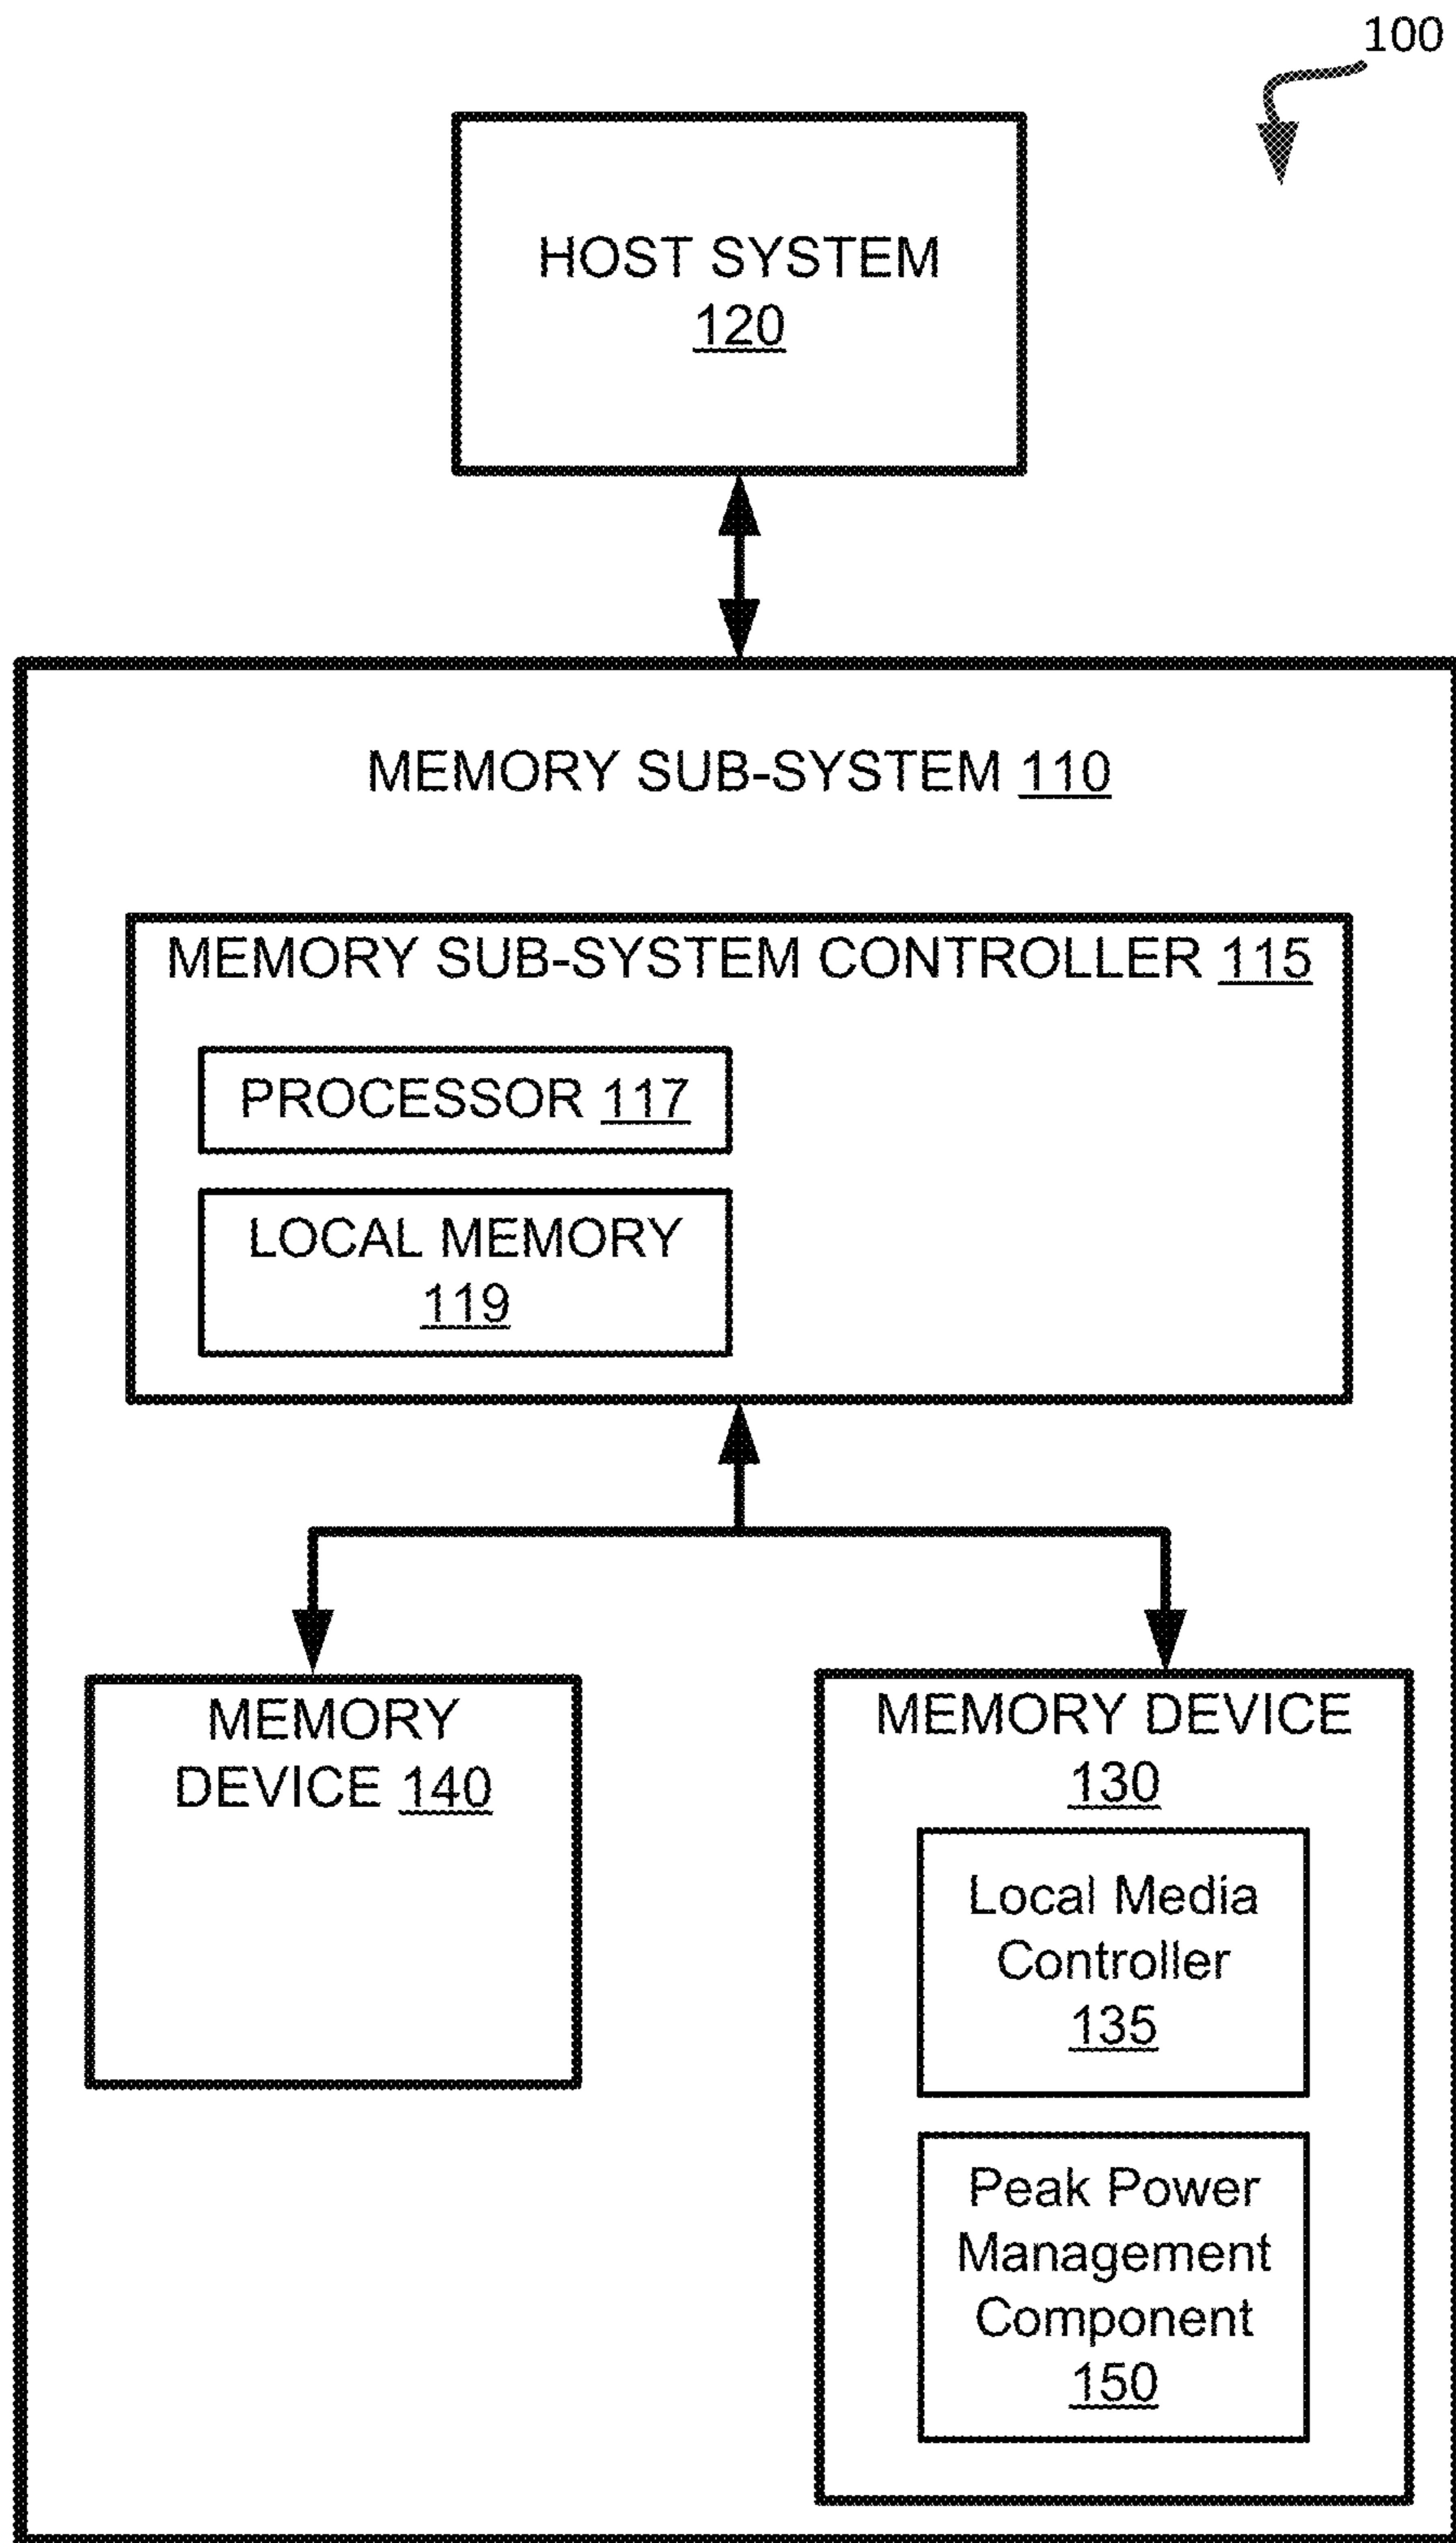 100
HOST SYSTEM
120
MEMORY SUB-SYSTEM 110
MEMORY SUB-SYSTEM CONTROLLER 115
PROCESSOR 117
LOCAL MEMORY
119
MEMORY
DEVICE 140
MEMORY DEVICE
130
Local Media
Controller
135
Peak Power
Management
Component
150